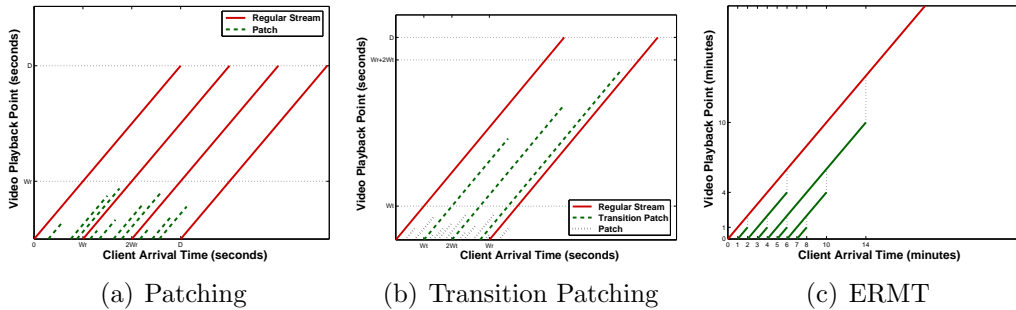 Regular Stream
Patch
Video Playback Point (seconds)
D
Wr
0 Wr 2Wr D
Client Arrival Time (seconds)
(a) Patching
Video Playback Point (seconds)
D
Wr+2Wt
Wt
Regular Stream
Transition Patch
Patch
Wt 2Wt Wr
Client Arrival Time (seconds)
(b) Transition Patching
Video Playback Point (minutes)
10
4
1
0
0 1 2 3 4 5 6 7 8 10 14
Client Arrival Time (minutes)
(c) ERMT